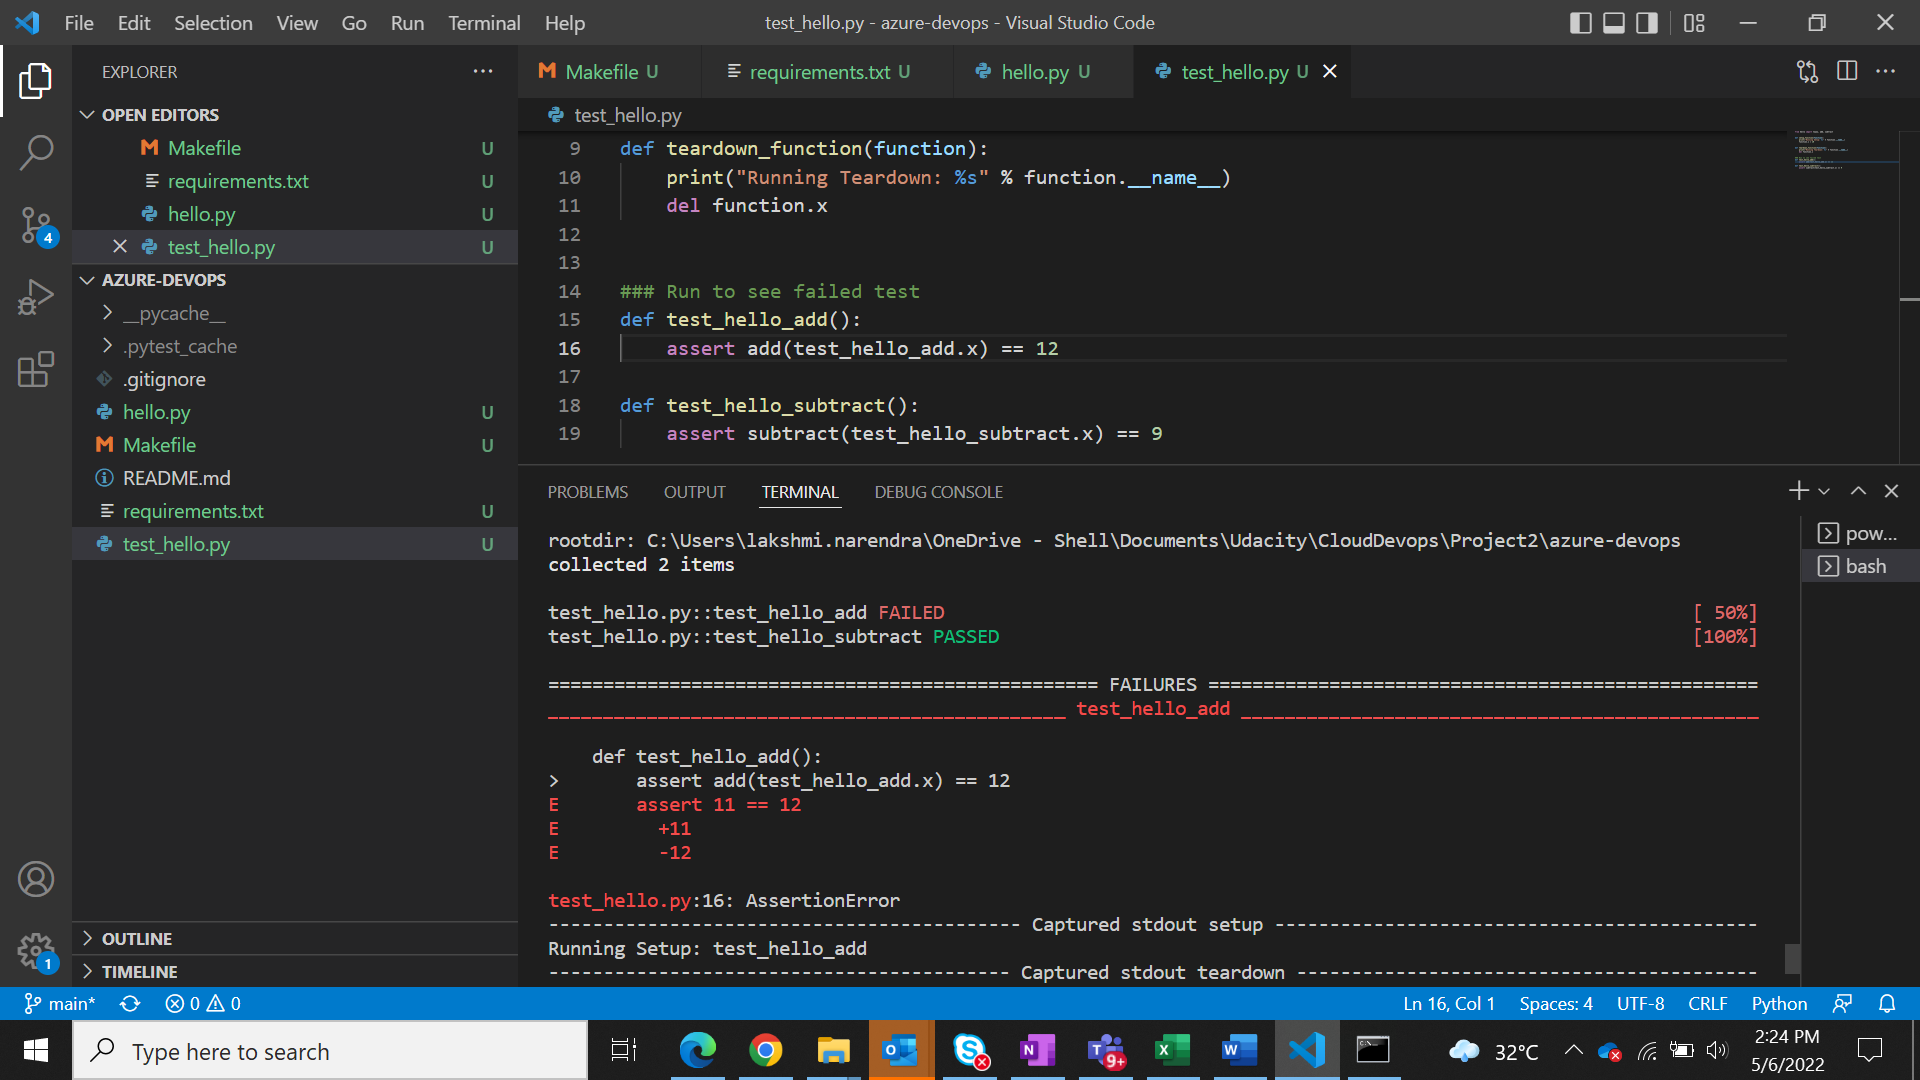 File Edit Selection View Go Run Terminal Help
test_hello.py - azure-devops - Visual Studio Code
EXPLORER
OPEN EDITORS
Makefile U
requirements.txt U
hello.py U
test_hello.py U
AZURE-DEVOPS
__pycache__
.pytest_cache
.gitignore
hello.py U
Makefile U
README.md
requirements.txt U
test_hello.py U
OUTLINE
TIMELINE
4
1
Makefile U
requirements.txt U
hello.py U
test_hello.py U
test_hello.py
9 def teardown_function(function):
10 print("Running Teardown: %s" % function.__name__)
11 del function.x
12
13
14 ### Run to see failed test
15 def test_hello_add():
16 assert add(test_hello_add.x) == 12
17
18 def test_hello_subtract():
19 assert subtract(test_hello_subtract.x) == 9
PROBLEMS OUTPUT TERMINAL DEBUG CONSOLE
pow...
bash
rootdir: C:\Users\lakshmi.narendra\OneDrive - Shell\Documents\Udacity\CloudDevops\Project2\azure-devops
collected 2 items
test_hello.py::test_hello_add FAILED [ 50%]
test_hello.py::test_hello_subtract PASSED [100%]
================================================== FAILURES ==================================================
_______________________________________________ test_hello_add _______________________________________________
def test_hello_add():
> assert add(test_hello_add.x) == 12
E assert 11 == 12
E +11
E -12
test_hello.py:16: AssertionError
------------------------------------------- Captured stdout setup --------------------------------------------
Running Setup: test_hello_add
------------------------------------------ Captured stdout teardown ------------------------------------------
main* 0 0
Ln 16, Col 1 Spaces: 4 UTF-8 CRLF Python
Type here to search
9+
32°C
2:24 PM
5/6/2022